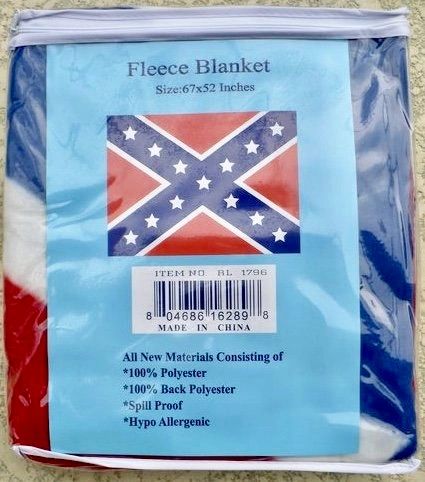 Fleece Blanket
Size:67x52 Inches
ITEM NO BL 1796
8 04686 16289 8
MADE IN CHINA
All New Materials Consisting of
*100% Polyester
*100% Back Polyester
*Spill Proof
*Hypo Allergenic